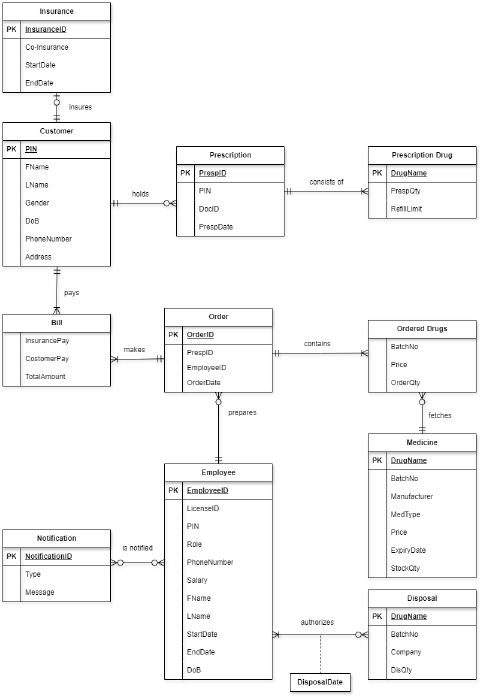 Insurance
PK InsuranceID
Co-Insurance
StartDate
EndDate
insures
Customer
PK PIN
FName
LName
Gender
DoB
PhoneNumber
Address
holds
Prescription
PK PrespID
PIN
DocID
PrespDate
consists of
Prescription Drug
PK DrugName
PrespQty
RefillLimit
pays
Bill
InsurancePay
CostomerPay
TotalAmount
makes
Order
PK OrderID
PrespID
EmployeeID
OrderDate
contains
Ordered Drugs
BatchNo
Price
OrderQty
prepares
fetches
Medicine
PK DrugName
BatchNo
Manufacturer
MedType
Price
ExpiryDate
StockQty
Employee
PK EmployeeID
LicenseID
PIN
Role
PhoneNumber
Salary
FName
LName
StartDate
EndDate
DoB
is notified
Notification
PK NotificationID
Type
Message
authorizes
Disposal
PK DrugName
BatchNo
Company
DisQty
DisposalDate